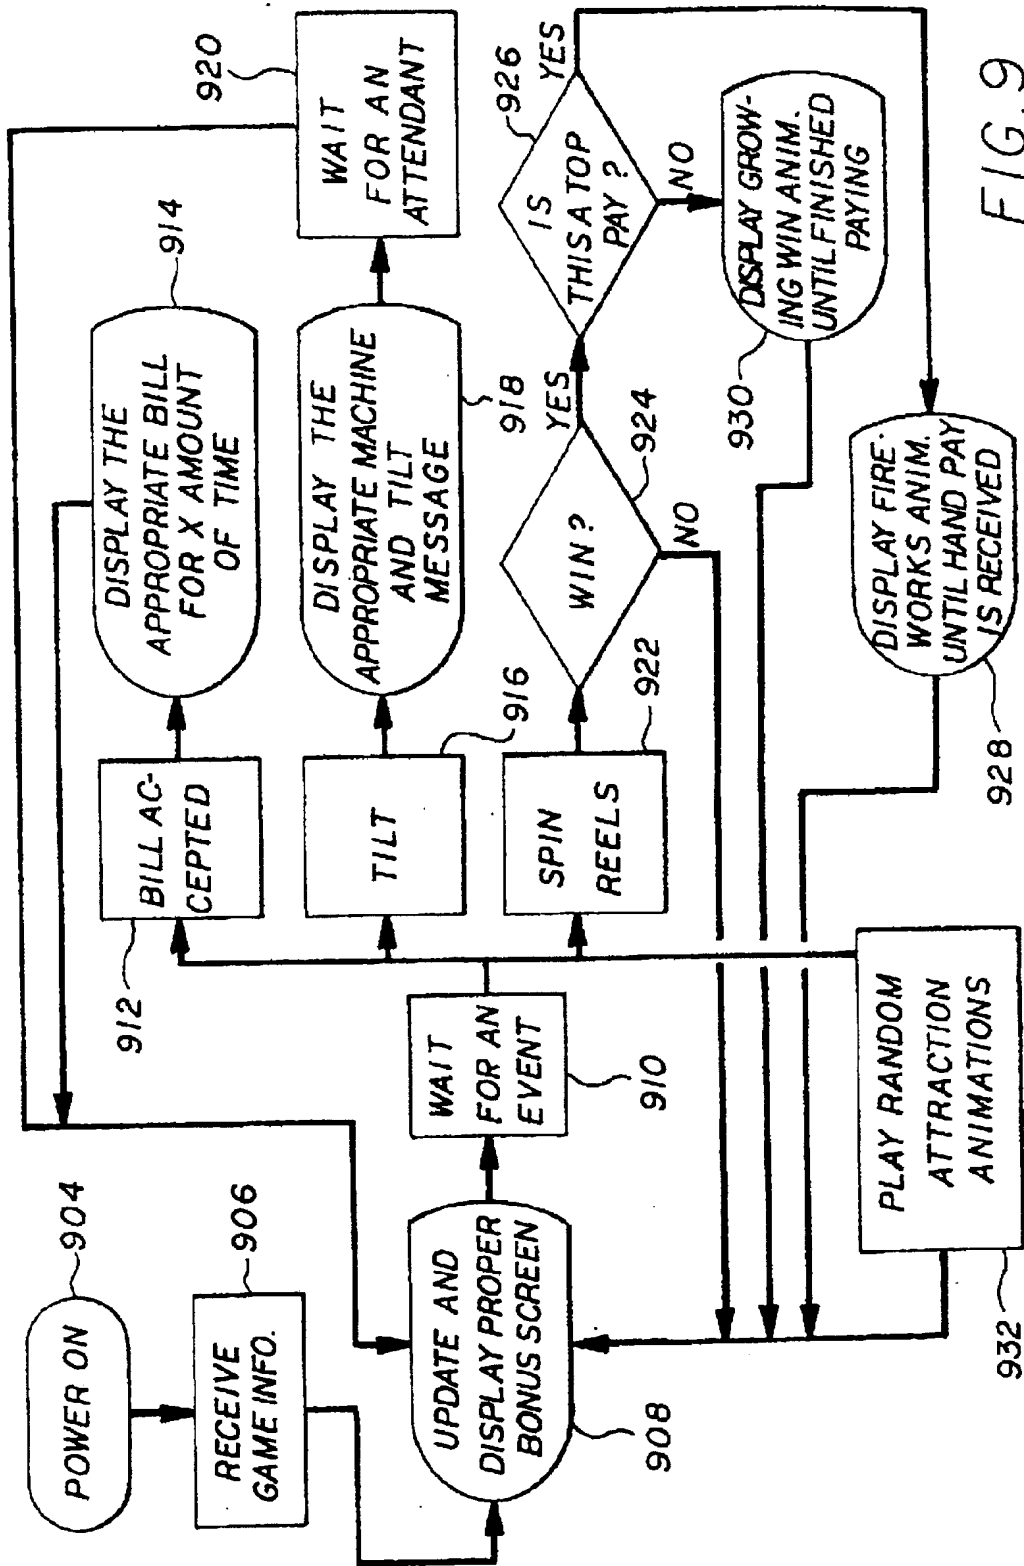 POWER ON
904
RECEIVE
GAME INFO.
906
UPDATE AND
DISPLAY PROPER
BONUS SCREEN
908
WAIT
FOR AN
EVENT
910
BILL AC-
CEPTED
912
DISPLAY THE
APPROPRIATE BILL
FOR X AMOUNT
OF TIME
914
TILT
916
DISPLAY THE
APPROPRIATE MACHINE
AND TILT
MESSAGE
918
WAIT
FOR AN
ATTENDANT
920
SPIN
REELS
922
WIN?
924
YES
NO
IS
THIS A TOP
PAY?
926
YES
NO
DISPLAY GROW-
ING WIN ANIM.
UNTIL FINISHED
PAYING
930
DISPLAY FIRE-
WORKS ANIM.
UNTIL HAND PAY
IS RECEIVED
928
PLAY RANDOM
ATTRACTION
ANIMATIONS
932
FIG. 9